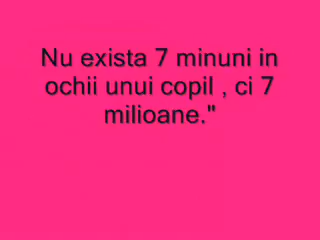 Nu exista 7 minuni in
ochii unui copil , ci 7
milioane."